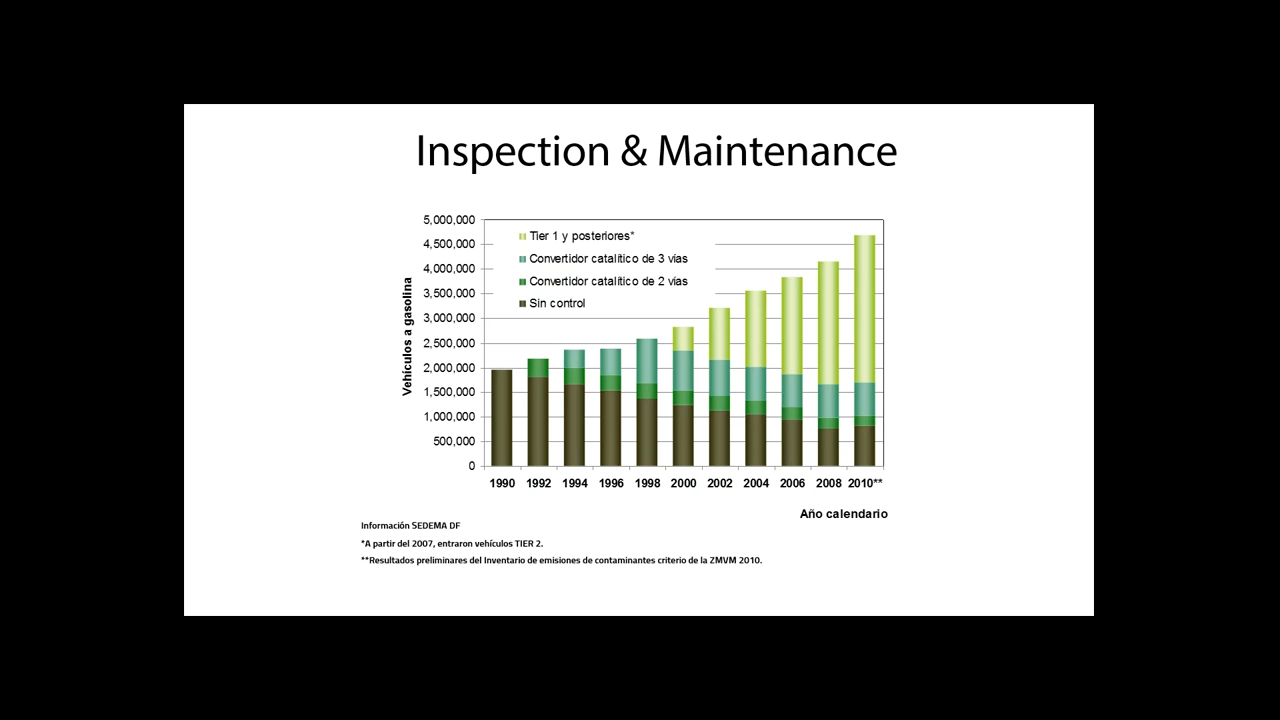 Inspection & Maintenance
5,000,000
4,500,000
4,000,000
3,500,000
3,000,000
2,500,000
2,000,000
1,500,000
1,000,000
500,000
0
Vehículos a gasolina
Tier 1 y posteriores*
Convertidor catalítico de 3 vías
Convertidor catalítico de 2 vías
Sin control
1990 1992 1994 1996 1998 2000 2002 2004 2006 2008 2010**
Año calendario
Información SEDEMA DF
*A partir del 2007, entraron vehículos TIER 2.
**Resultados preliminares del Inventario de emisiones de contaminantes criterio de la ZMVM 2010.